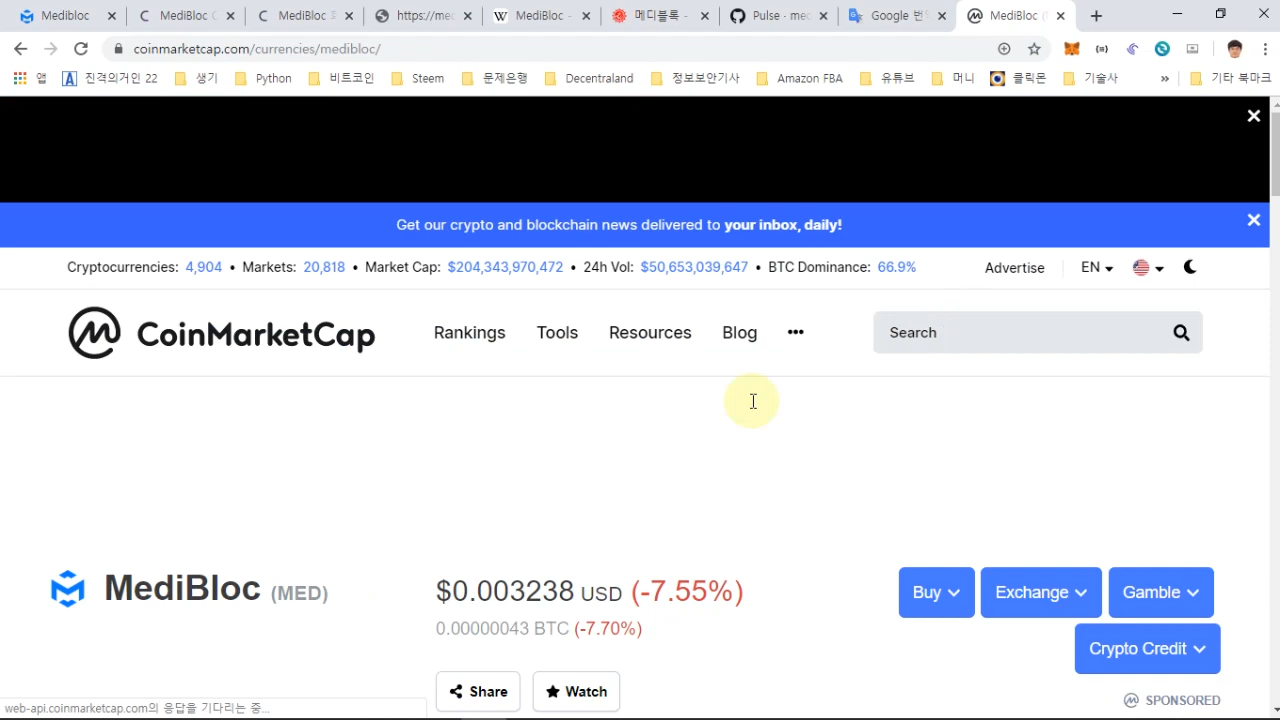 Medibloc
MediBloc C
MediBloc
https://med
MediBloc -
메디블록 -
Pulse · med
Google 번역
MediBloc (
coinmarketcap.com/currencies/medibloc/
앱
진격의거인 22
생기
Python
비트코인
Steem
문제은행
Decentraland
정보보안기사
Amazon FBA
유튜브
머니
클릭몬
기술사
»
기타 북마크
Get our crypto and blockchain news delivered to your inbox, daily!
Cryptocurrencies: 4,904 • Markets: 20,818 • Market Cap: $204,343,970,472 • 24h Vol: $50,653,039,647 • BTC Dominance: 66.9%
Advertise
EN
CoinMarketCap
Rankings
Tools
Resources
Blog
•••
Search
MediBloc (MED)
$0.003238 USD (-7.55%)
Buy
Exchange
Gamble
0.00000043 BTC (-7.70%)
Crypto Credit
Share
Watch
SPONSORED
web-api.coinmarketcap.com의 응답을 기다리는 중...